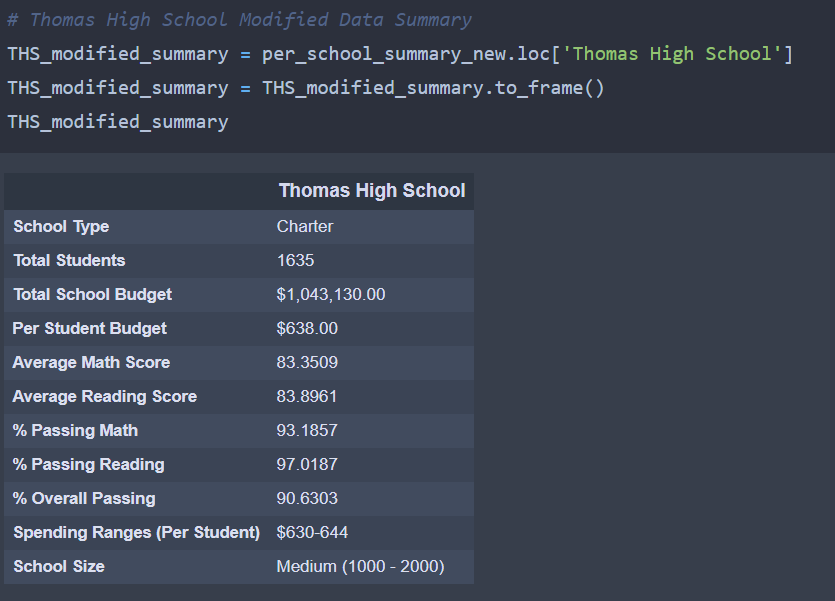 # Thomas High School Modified Data Summary
THS_modified_summary = per_school_summary_new.loc['Thomas High School']
THS_modified_summary = THS_modified_summary.to_frame()
THS_modified_summary
Thomas High School
School Type Charter
Total Students 1635
Total School Budget $1,043,130.00
Per Student Budget $638.00
Average Math Score 83.3509
Average Reading Score 83.8961
% Passing Math 93.1857
% Passing Reading 97.0187
% Overall Passing 90.6303
Spending Ranges (Per Student) $630-644
School Size Medium (1000 - 2000)